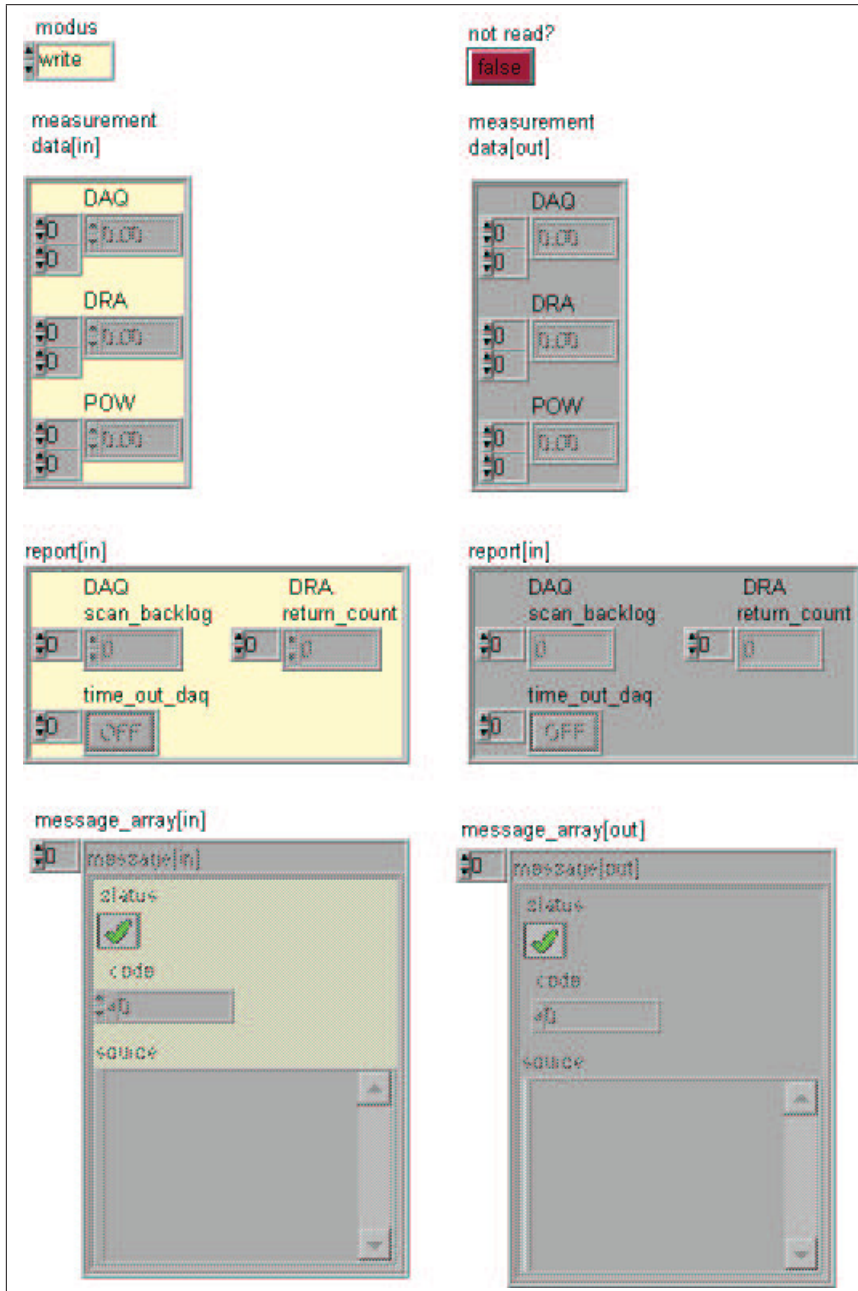 modus
write
measurement
data[in]
DAQ
0
0.00
0
DRA
0
0.00
0
POW
0
0.00
0
report[in]
DAQ
DRA
scan_backlog
return_count
0
0
0
0
time_out_daq
0
OFF
message_array[in]
0
message[in]
status
code
d0
source
not read?
false
measurement
data[out]
DAQ
0
0.00
0
DRA
0
0.00
0
POW
0
0.00
0
report[in]
DAQ
DRA
scan_backlog
return_count
0
0
0
0
time_out_daq
0
OFF
message_array[out]
0
message[out]
status
code
d0
source